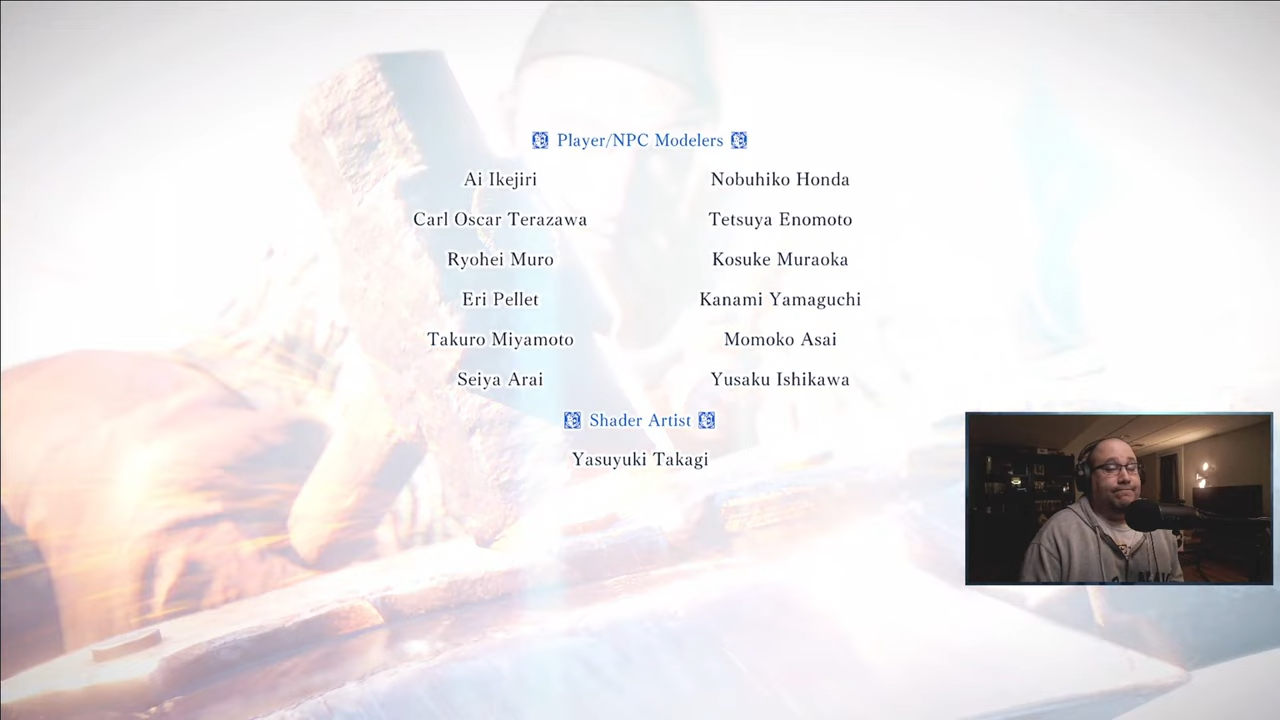 Player/NPC Modelers
Ai Ikejiri Nobuhiko Honda
Carl Oscar Terazawa Tetsuya Enomoto
Ryohei Muro Kosuke Muraoka
Eri Pellet Kanami Yamaguchi
Takuro Miyamoto Momoko Asai
Seiya Arai Yusaku Ishikawa
Shader Artist
Yasuyuki Takagi